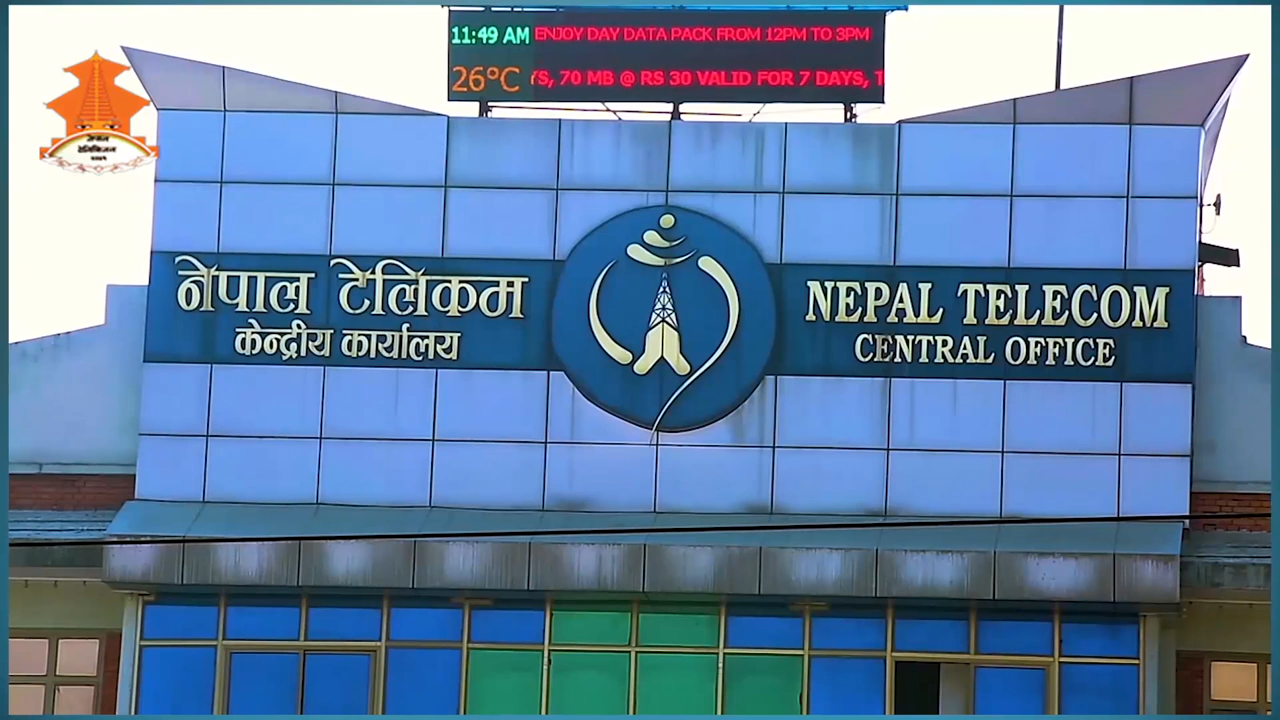 11:49 AM ENJOY DAY DATA PACK FROM 12PM TO 3PM
26°C YS, 70 MB @ RS 30 VALID FOR 7 DAYS, T
नेपाल टेलिकम
केन्द्रीय कार्यालय
NEPAL TELECOM
CENTRAL OFFICE